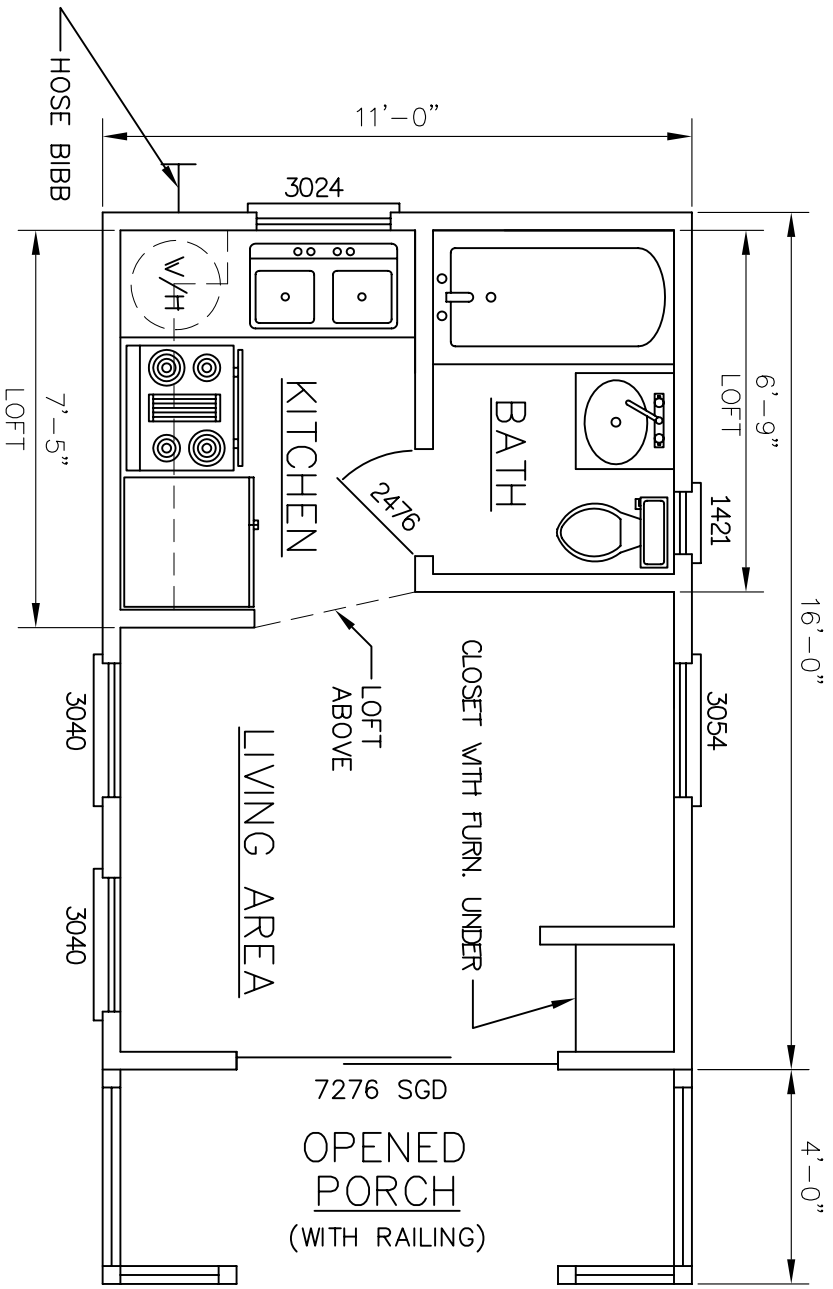 11'-0"
HOSE BIBB
3024
W/H
7'-5"
LOFT
6'-9"
LOFT
KITCHEN
BATH
2476
1421
16'-0"
3054
3040
3040
LOFT
ABOVE
CLOSET WITH FURN. UNDER
LIVING AREA
7276 SGD
OPENED
PORCH
(WITH RAILING)
4'-0"